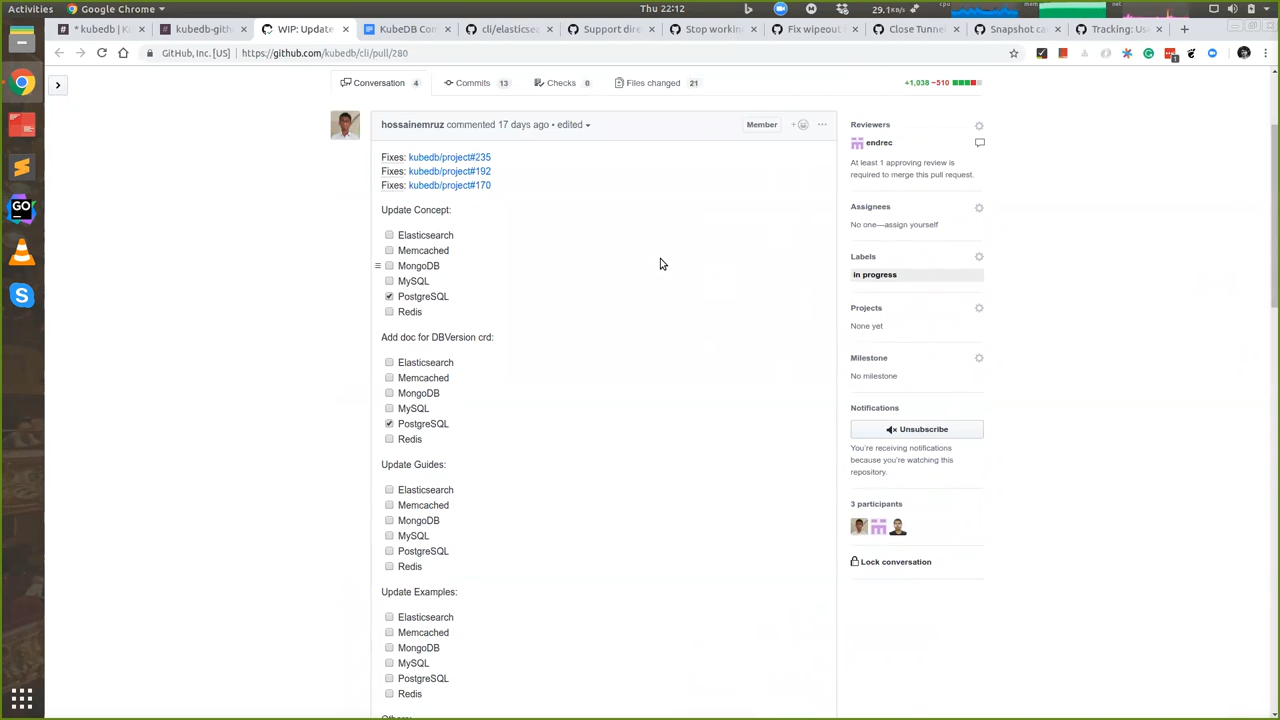 Activities
Google Chrome
Thu 22:12
29,1KB/s
* kubedb | K
kubedb-gith
WIP: Update
KubeDB Com
cli/elastics
Support dire
Stop workin
Fix wipeout f
Close Tunnel
Snapshot ca
Tracking: Us
GitHub, Inc. [US]
https://github.com/kubedb/cli/pull/280
Conversation 4
Commits 13
Checks 0
Files changed 21
+1,038 −510
hossainemruz commented 17 days ago • edited
Member
Fixes: kubedb/project#235
Fixes: kubedb/project#192
Fixes: kubedb/project#170
Update Concept:
Elasticsearch
Memcached
MongoDB
MySQL
PostgreSQL
Redis
Add doc for DBVersion crd:
Elasticsearch
Memcached
MongoDB
MySQL
PostgreSQL
Redis
Update Guides:
Elasticsearch
Memcached
MongoDB
MySQL
PostgreSQL
Redis
Update Examples:
Elasticsearch
Memcached
MongoDB
MySQL
PostgreSQL
Redis
Reviewers
endrec
At least 1 approving review is
required to merge this pull request.
Assignees
No one—assign yourself
Labels
in progress
Projects
None yet
Milestone
No milestone
Notifications
Unsubscribe
You're receiving notifications
because you're watching this
repository.
3 participants
Lock conversation
GO